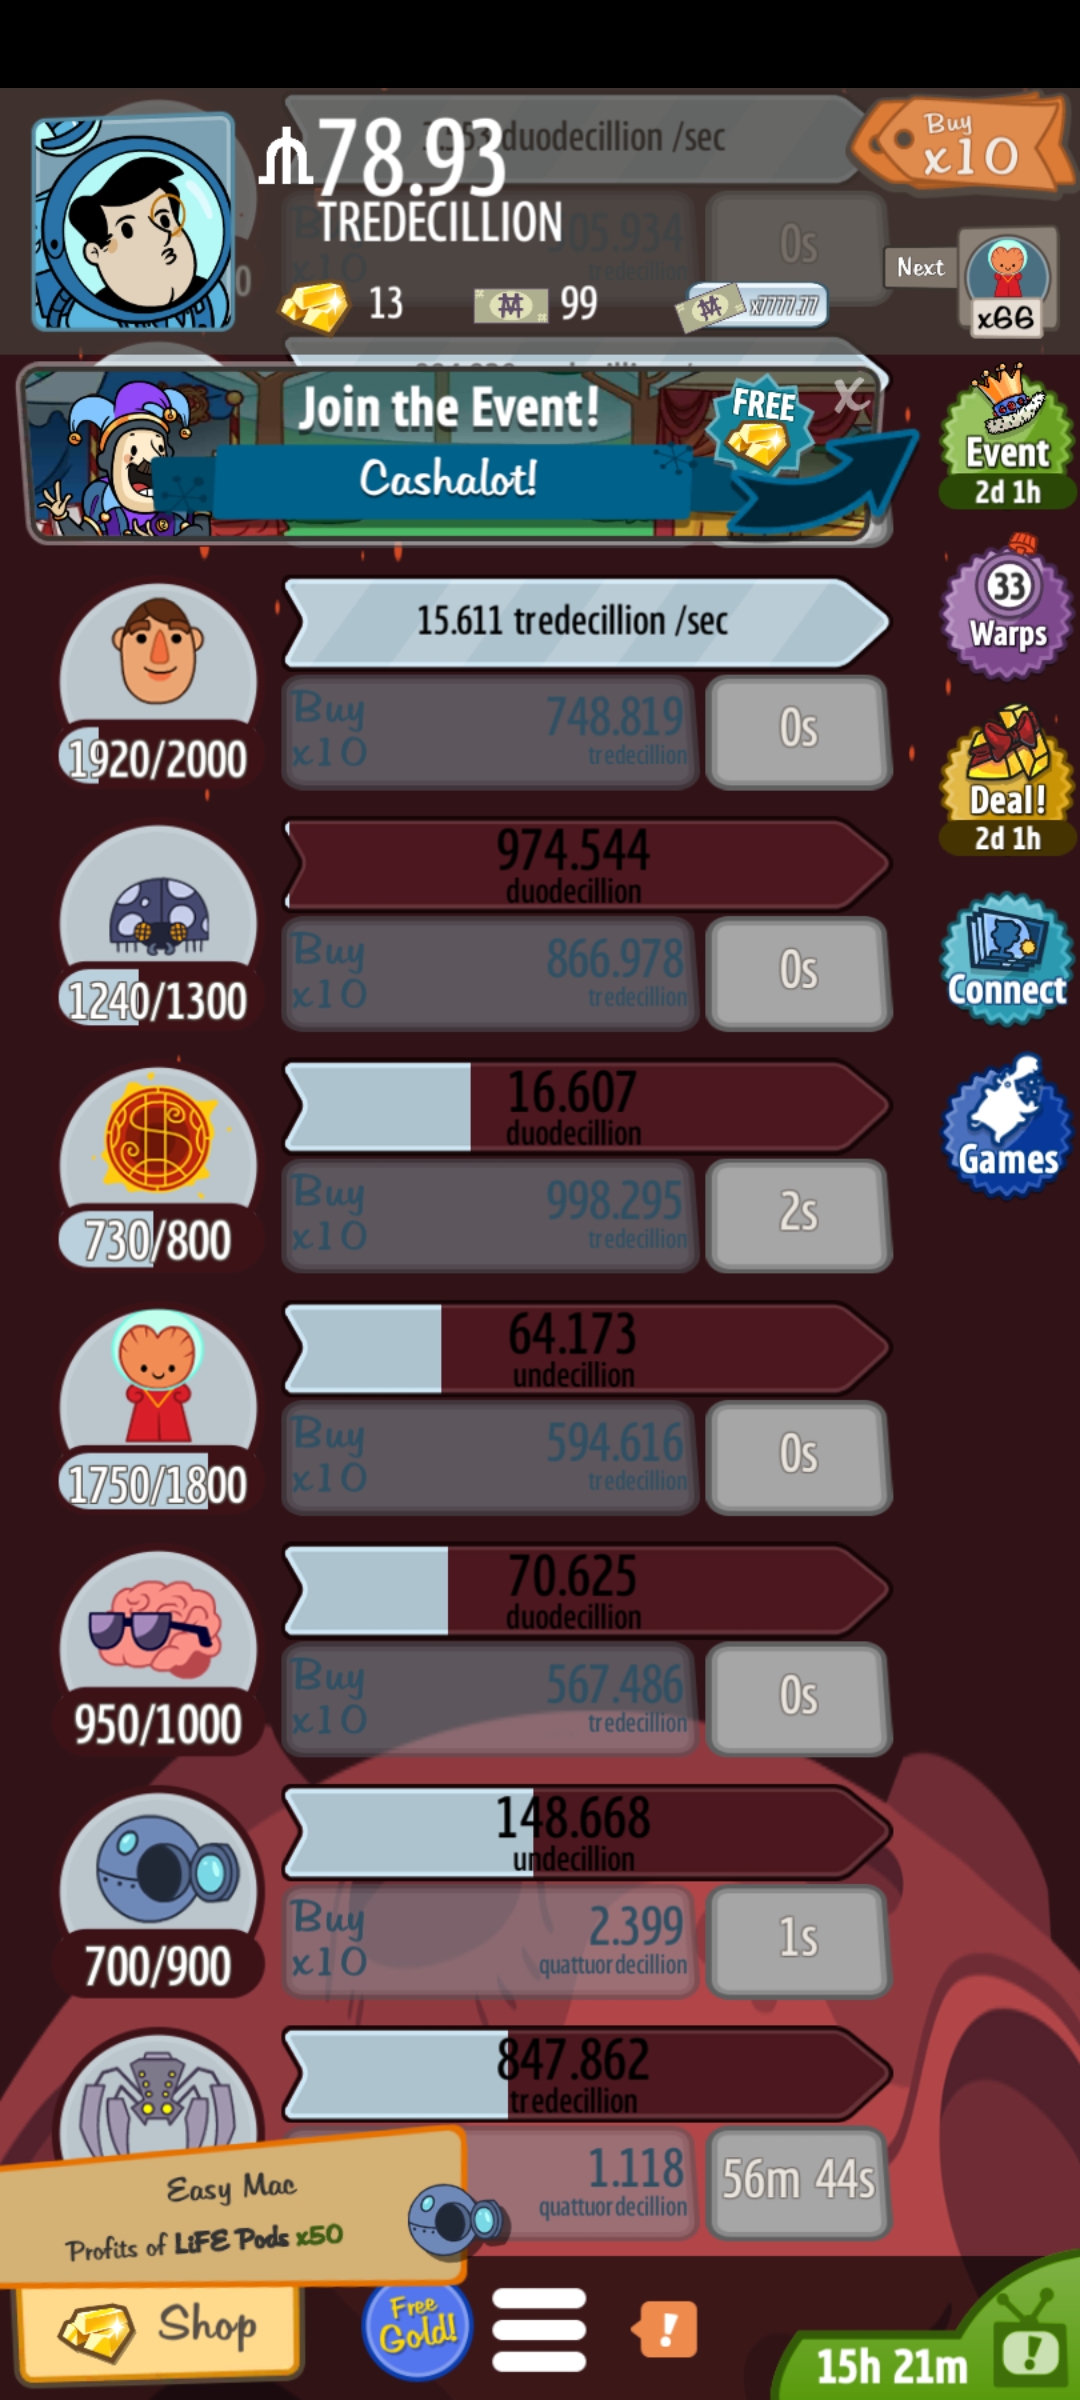 duodecillion /sec
₼78.93
TREDECILLION
Buy
x10
Buy
x10
05.934
tredecillion
0s
Next
x66
13
99
x7777.77
Join the Event!
FREE
X
Cashalot!
Event
2d 1h
15.611 tredecillion /sec
1920/2000
Buy
x10
748.819
tredecillion
0s
33
Warps
974.544
duodecillion
1240/1300
Buy
x10
866.978
tredecillion
0s
Deal!
2d 1h
16.607
duodecillion
730/800
Buy
x10
998.295
tredecillion
2s
Connect
Games
64.173
undecillion
1750/1800
Buy
x10
594.616
tredecillion
0s
70.625
duodecillion
950/1000
Buy
x10
567.486
tredecillion
0s
148.668
undecillion
700/900
Buy
x10
2.399
quattuordecillion
1s
847.862
tredecillion
1.118
quattuordecillion
56m 44s
Easy Mac
Profits of LiFE Pods x50
Shop
Free
Gold!
!
15h 21m
!